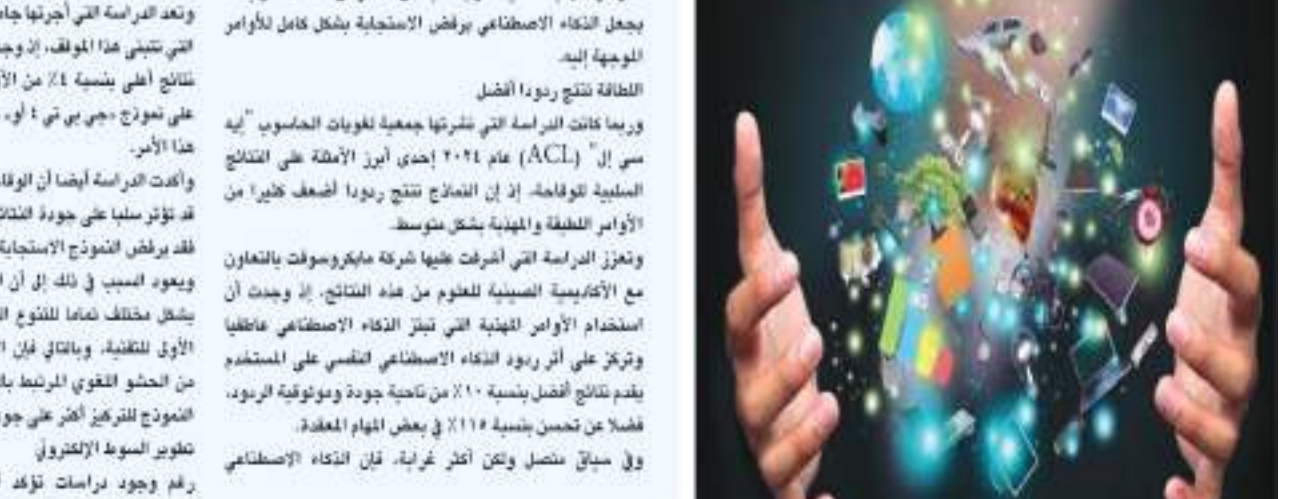 يجعل الذكاء الاصطناعي يرفض الاستجابة بشكل كامل للأوامر
الموجهة إليه.
اللطافة تنتج ردودا أفضل
وربما كانت الدراسة التي نشرتها جمعية لغويات الحاسوب "إيه
سي إل" (ACL) عام ٢٠٢٤ إحدى أبرز الأمثلة على النتائج
السلبية للوقاحة، إذ إن النماذج تنتج ردودا أضعف كثيرا من
الأوامر اللطيفة والمهذبة بشكل متوسط.
وتعزز الدراسة التي أشرفت عليها شركة مايكروسوفت بالتعاون
مع الأكاديمية الصينية للعلوم من هذه النتائج، إذ وجدت أن
استخدام الأوامر المهذبة التي تبتز الذكاء الاصطناعي عاطفيا
وتركز على أثر ردود الذكاء الاصطناعي النفسي على المستخدم
يقدم نتائج أفضل بنسبة ١٠٪ من ناحية جودة وموثوقية الردود،
فضلا عن تحسن بنسبة ١١٥٪ في بعض المهام المعقدة.
وفي سياق متصل ولكن أكثر غرابة، فإن الذكاء الاصطناعي
وتعد الدراسة التي أجرتها
التي تتبنى هذا الموقف، إذ
نتائج أعلى بنسبة ٤٪ من
على نموذج «جي بي تي ٤ أو»،
هذا الأمر.
وأكدت الدراسة أيضا أن
قد تؤثر سلبا على جودة
فقد يرفض النموذج الاستجابة
ويعود السبب في ذلك إلى أن
بشكل مختلف تماما للتنوع
الأولى للتقنية، وبالتالي فإن
من الحشو اللغوي المرتبط
النموذج للتركيز أكثر على
تطوير السوط الإلكتروني
رغم وجود دراسات تؤكد